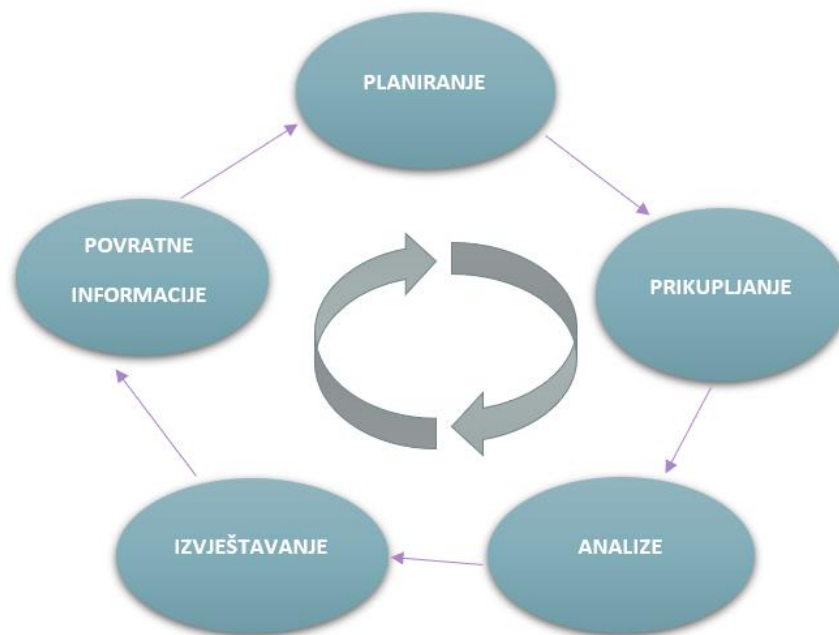 PLANIRANJE
PRIKUPLJANJE
ANALIZE
IZVJEŠTAVANJE
POVRATNE
INFORMACIJE